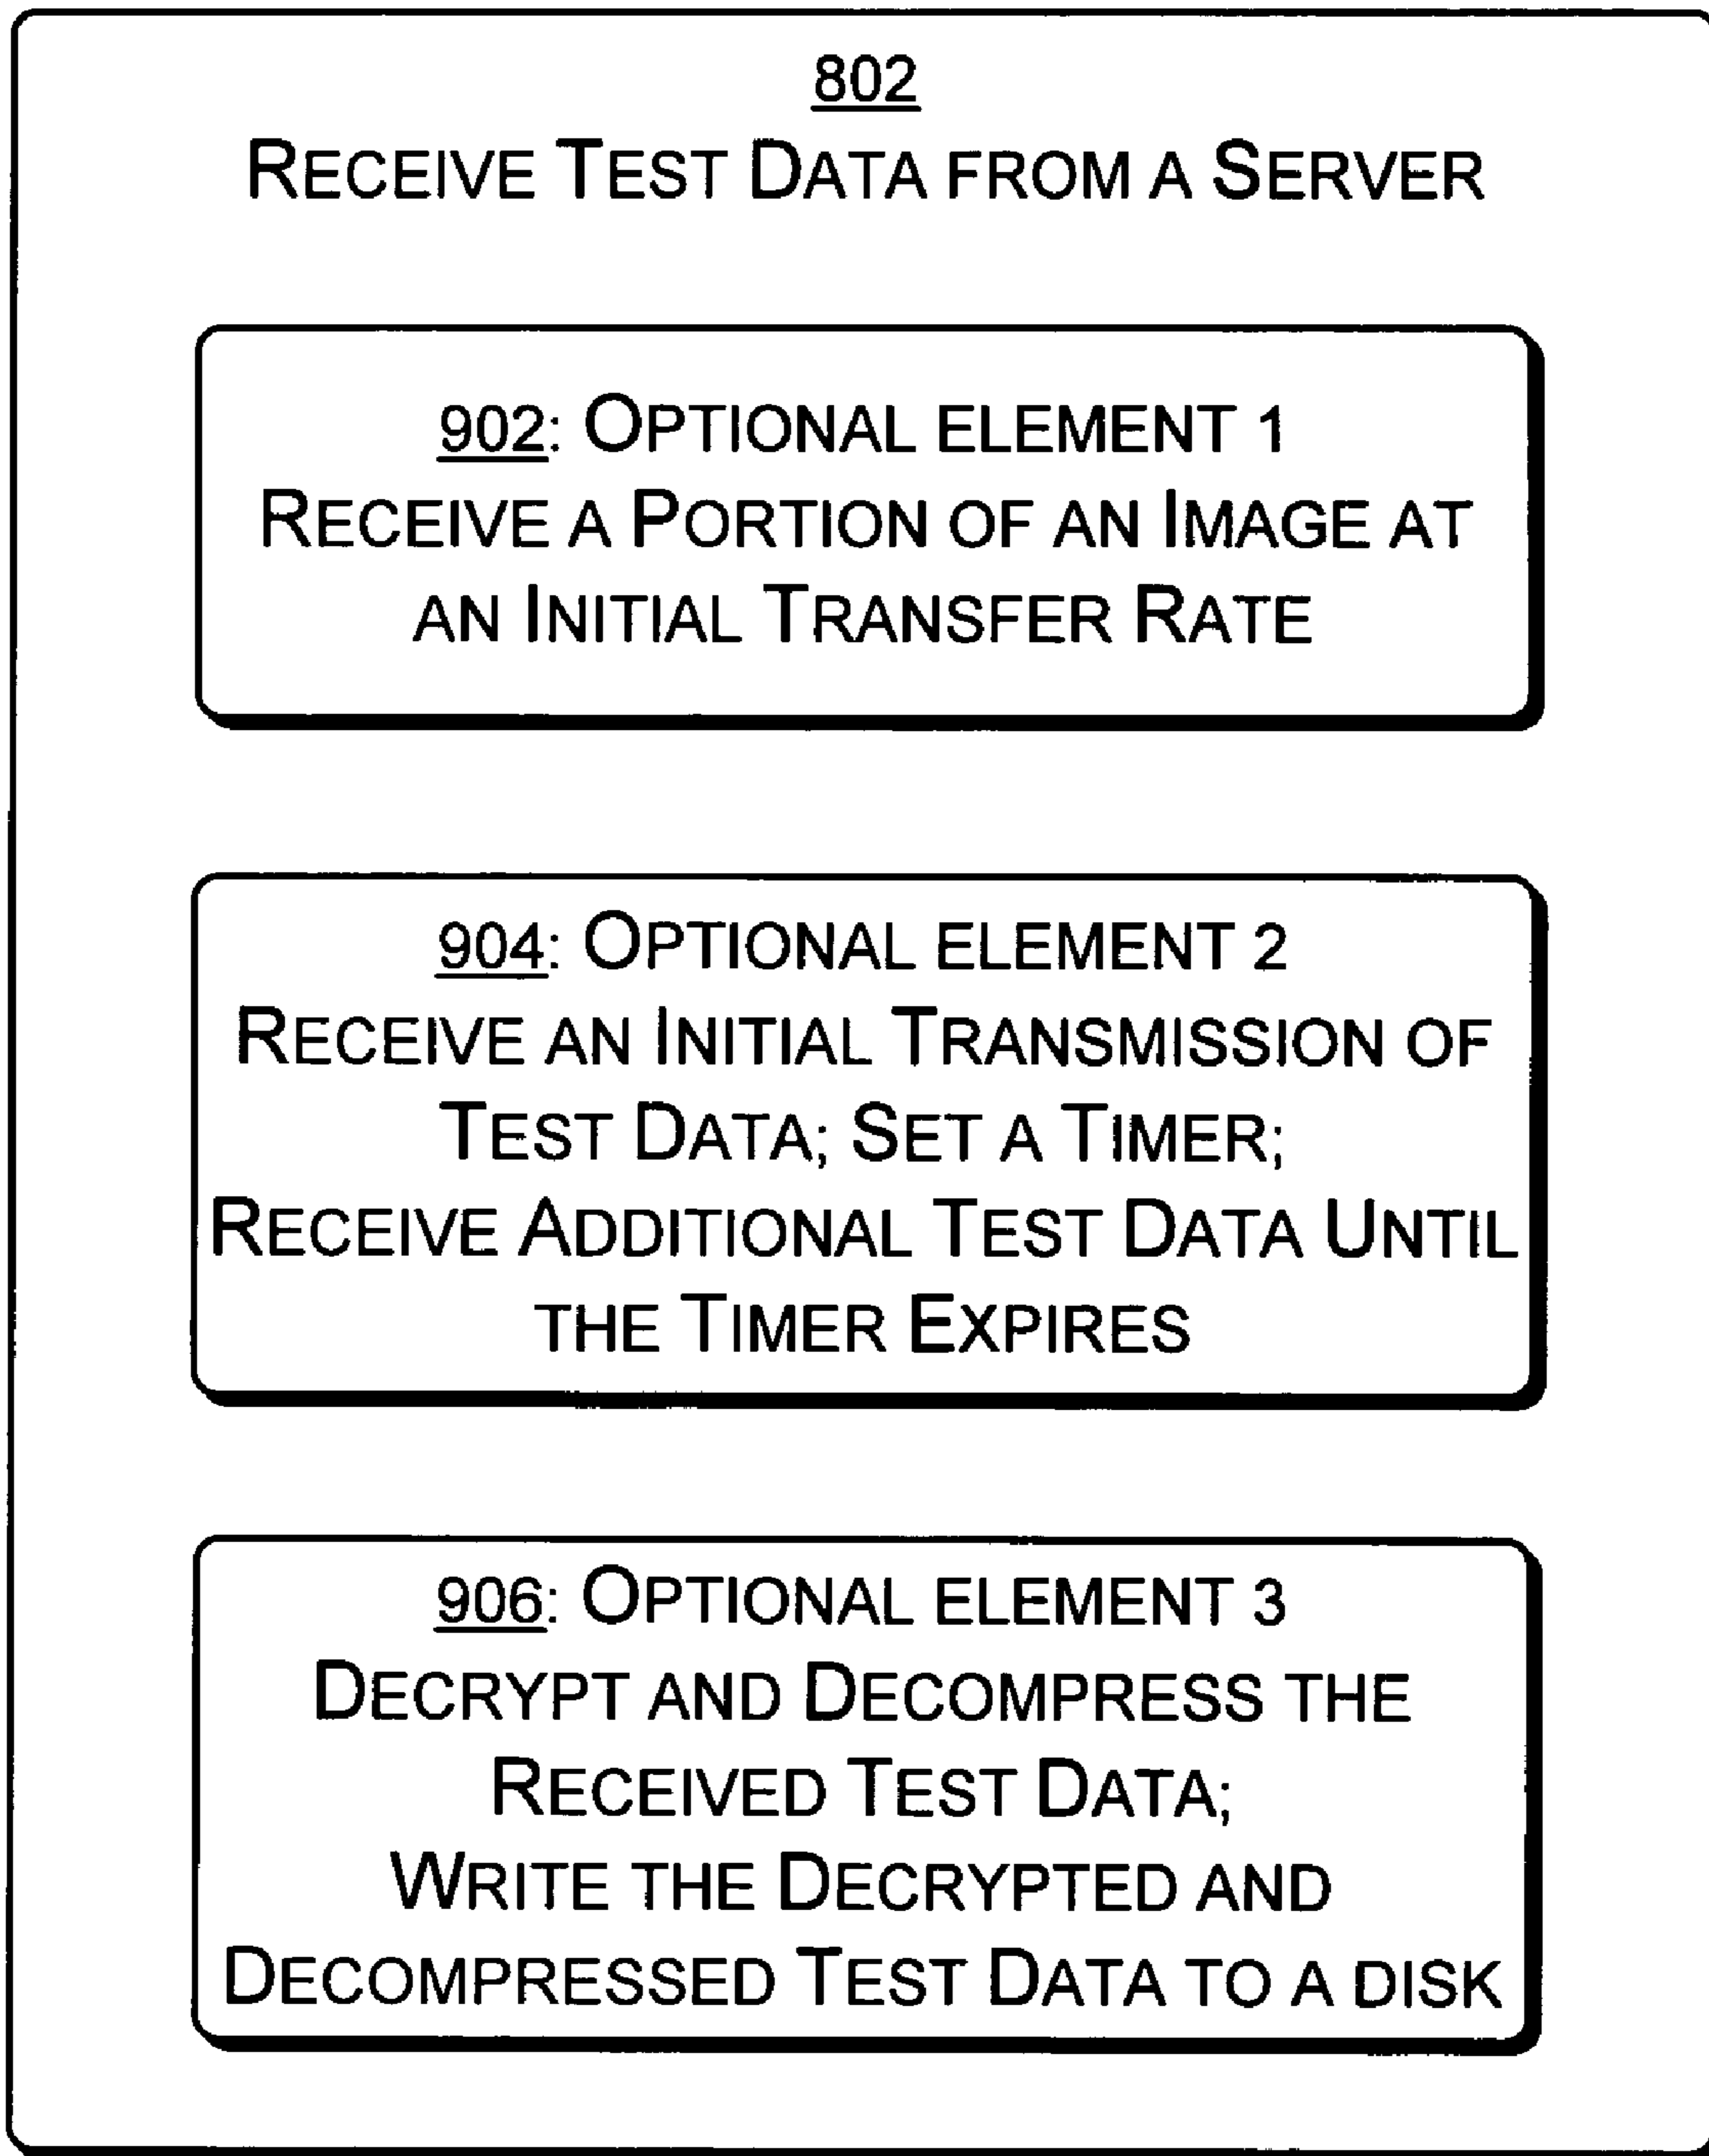 802
RECEIVE TEST DATA FROM A SERVER
902: OPTIONAL ELEMENT 1
RECEIVE A PORTION OF AN IMAGE AT
AN INITIAL TRANSFER RATE
904: OPTIONAL ELEMENT 2
RECEIVE AN INITIAL TRANSMISSION OF
TEST DATA; SET A TIMER;
RECEIVE ADDITIONAL TEST DATA UNTIL
THE TIMER EXPIRES
906: OPTIONAL ELEMENT 3
DECRYPT AND DECOMPRESS THE
RECEIVED TEST DATA;
WRITE THE DECRYPTED AND
DECOMPRESSED TEST DATA TO A DISK